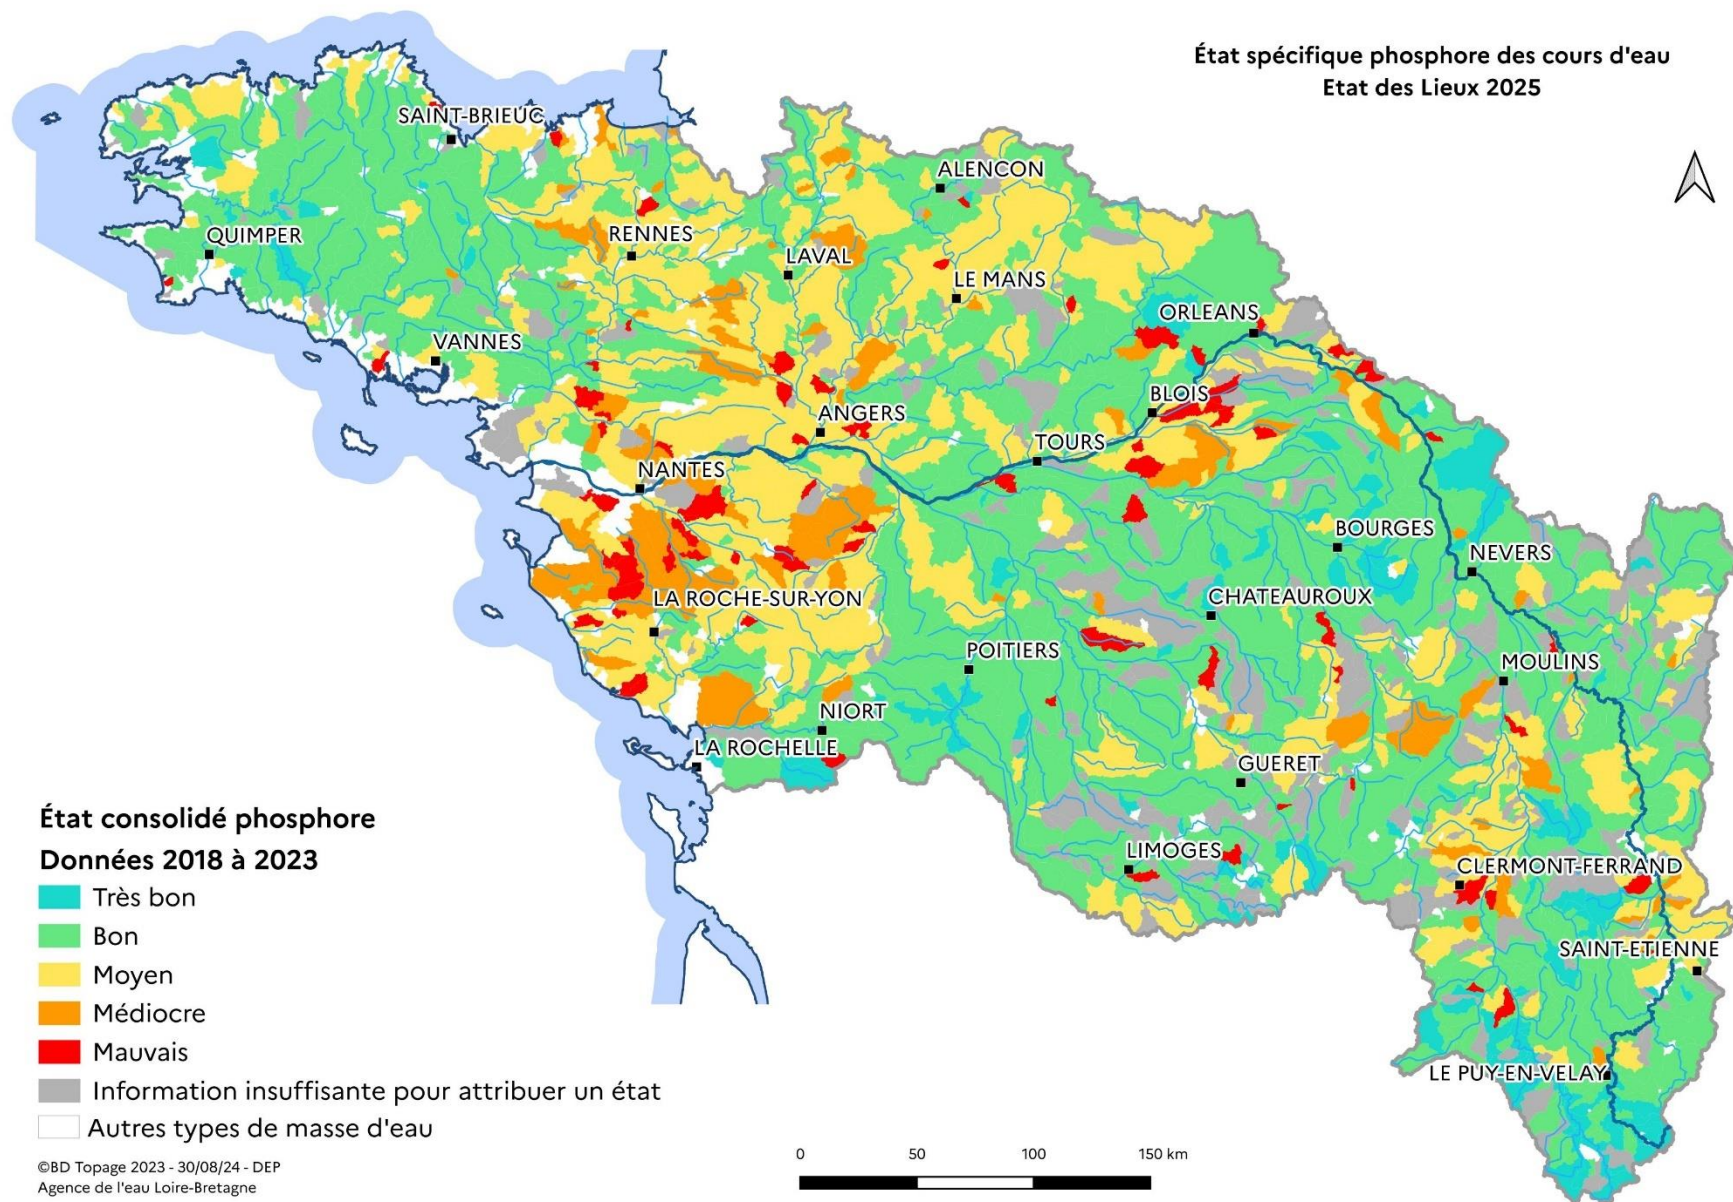 État spécifique phosphore des cours d'eau
Etat des Lieux 2025
SAINT-BRIEUC
ALENCON
QUIMPER
RENNES
LAVAL
LE MANS
ORLEANS
VANNES
BLOIS
ANGERS
TOURS
NANTES
BOURGES
NEVERS
LA ROCHE-SUR-YON
CHATEAUROUX
POITIERS
MOULINS
NIORT
LA ROCHELLE
GUERET
LIMOGES
CLERMONT-FERRAND
SAINT-ETIENNE
LE PUY-EN-VELAY
État consolidé phosphore
Données 2018 à 2023
Très bon
Bon
Moyen
Médiocre
Mauvais
Information insuffisante pour attribuer un état
Autres types de masse d'eau
©BD Topage 2023 - 30/08/24 - DEP
Agence de l'eau Loire-Bretagne
0 50 100 150 km